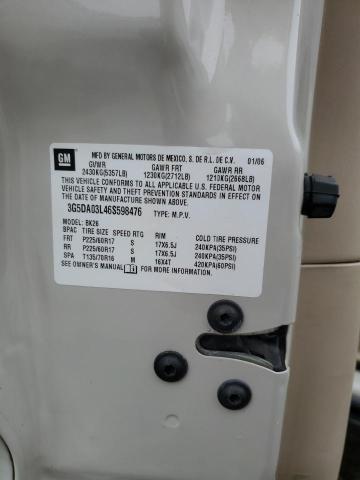 GM
MFD BY GENERAL MOTORS DE MEXICO, S. DE R.L. DE C.V. 01/06
GVWR GAWR FRT GAWR RR
2430KG(5357LB) 1230KG(2712LB) 1210KG(2668LB)
THIS VEHICLE CONFORMS TO ALL APPLICABLE U.S. FEDERAL
VEHICLE SAFETY AND THEFT PREVENTION STANDARDS IN EFFECT ON
THE DATE OF MANUFACTURE SHOWN ABOVE.
3G5DA03L46S598476 TYPE: M.P.V.
MODEL: BK26
BPAC TIRE SIZE SPEED RTG RIM COLD TIRE PRESSURE
FRT P225/60R17 S 17X6.5J 240KPA(35PSI)
RR P225/60R17 S 17X6.5J 240KPA(35PSI)
SPA T135/70R16 M 16X4T 420KPA(60PSI)
SEE OWNER'S MANUAL FOR MORE INFORMATION.